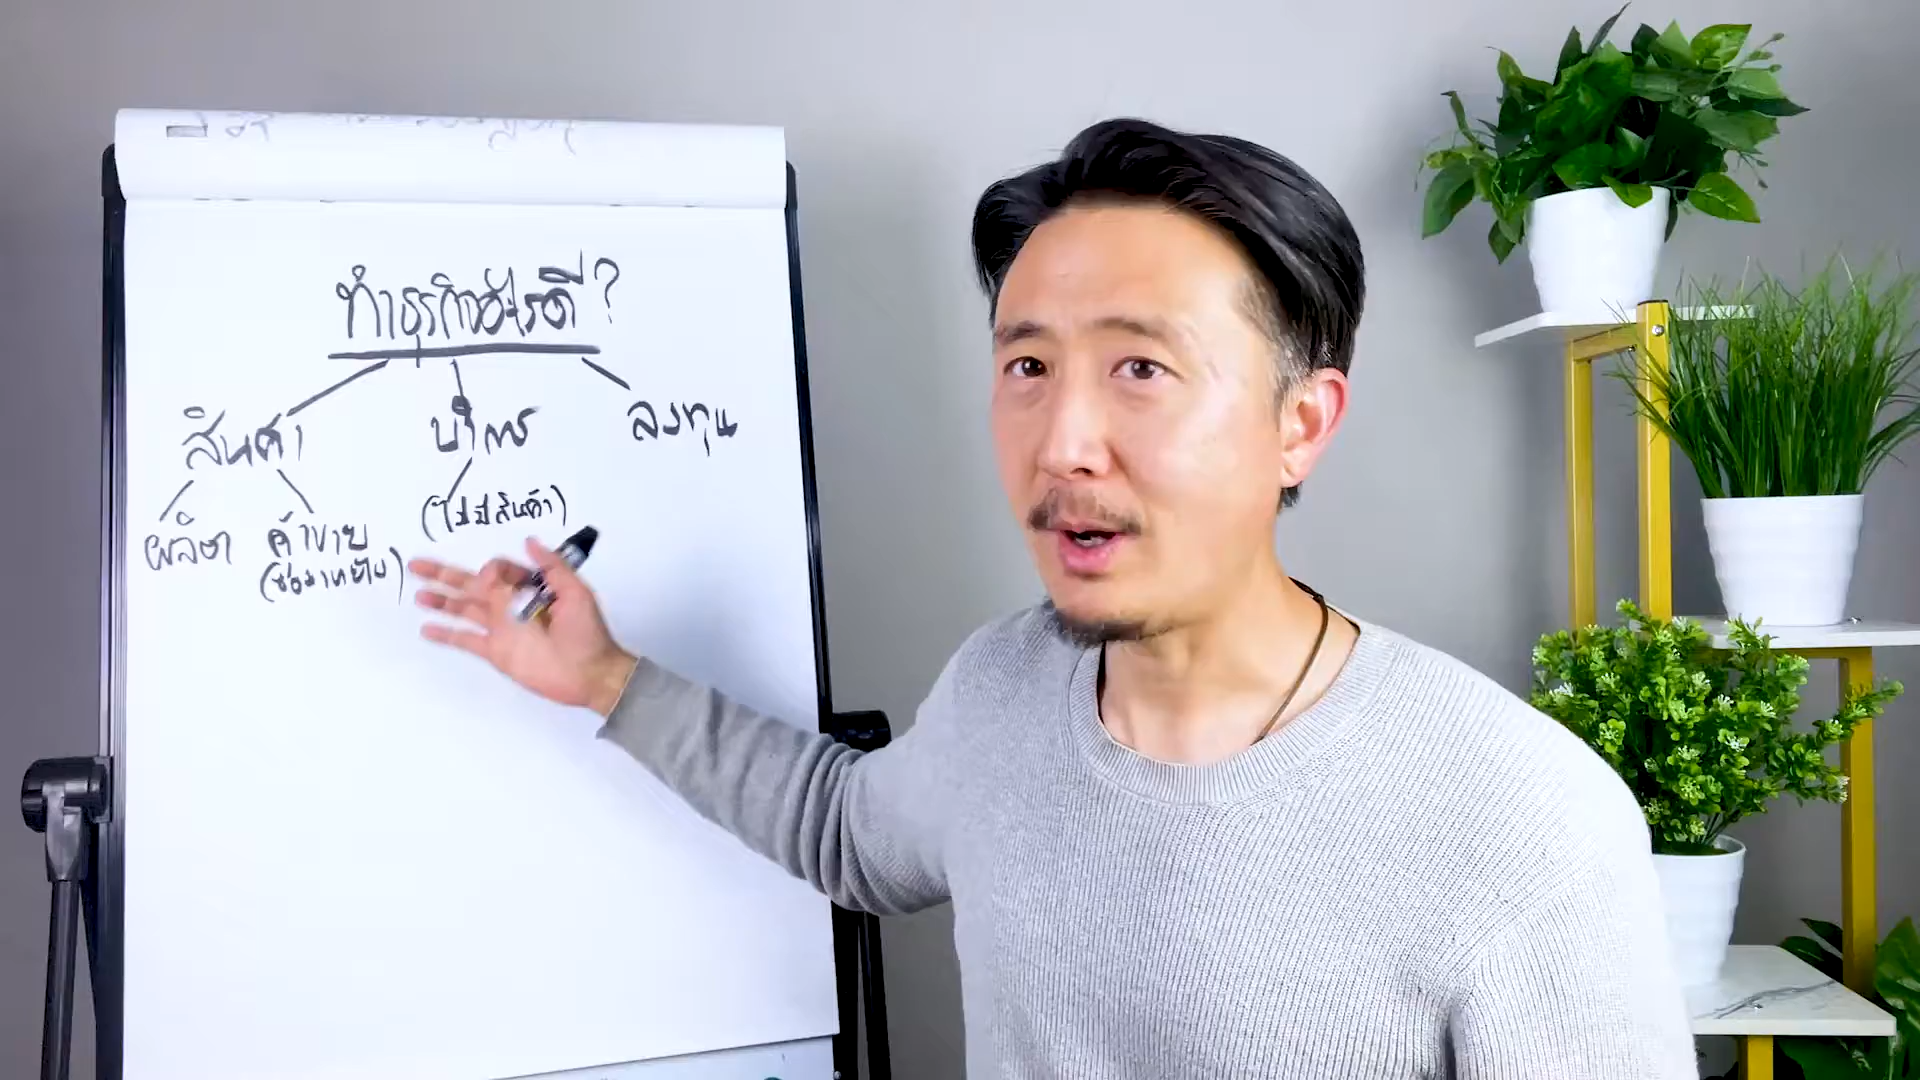 ทำธุรกิจอะไรดี?
สินค้า บริการ ลงทุน
ผลิต ค้าขาย (ไม่มีสินค้า)
(ซื้อมาขายไป)